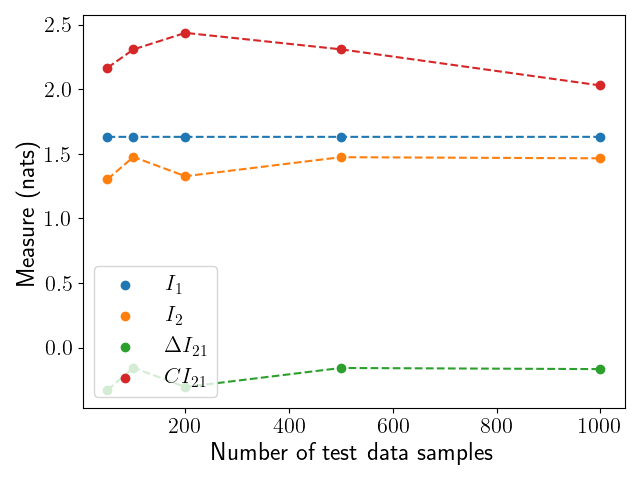 2.5
2.0
1.5
1.0
0.5
0.0
Measure (nats)
I₁
I₂
ΔI₂₁
CI₂₁
200 400 600 800 1000
Number of test data samples